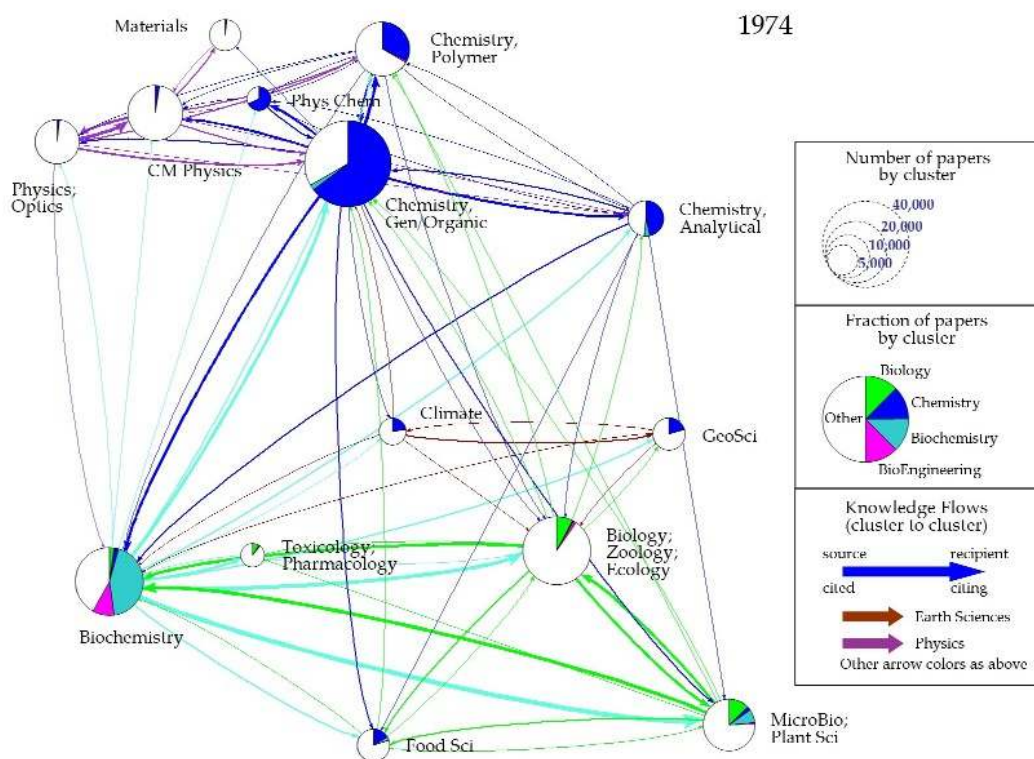 1974
Materials
Chemistry,
Polymer
Phys Chem
CM Physics
Physics;
Optics
Chemistry,
Gen/Organic
Chemistry,
Analytical
Climate
GeoSci
Toxicology;
Pharmacology
Biology;
Zoology;
Ecology
Biochemistry
Food Sci
MicroBio;
Plant Sci
Number of papers
by cluster
40,000
20,000
10,000
5,000
Fraction of papers
by cluster
Biology
Other
Chemistry
Biochemistry
BioEngineering
Knowledge Flows
(cluster to cluster)
source recipient
cited citing
Earth Sciences
Physics
Other arrow colors as above